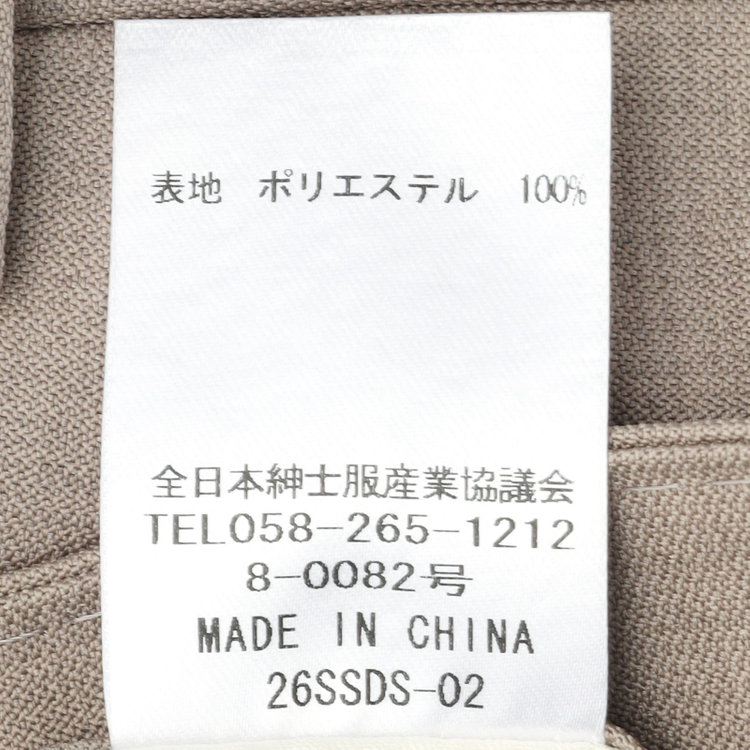 表地　ポリエステル　100%
全日本紳士服産業協議会
TEL058-265-1212
8-0082号
MADE IN CHINA
26SSDS-02